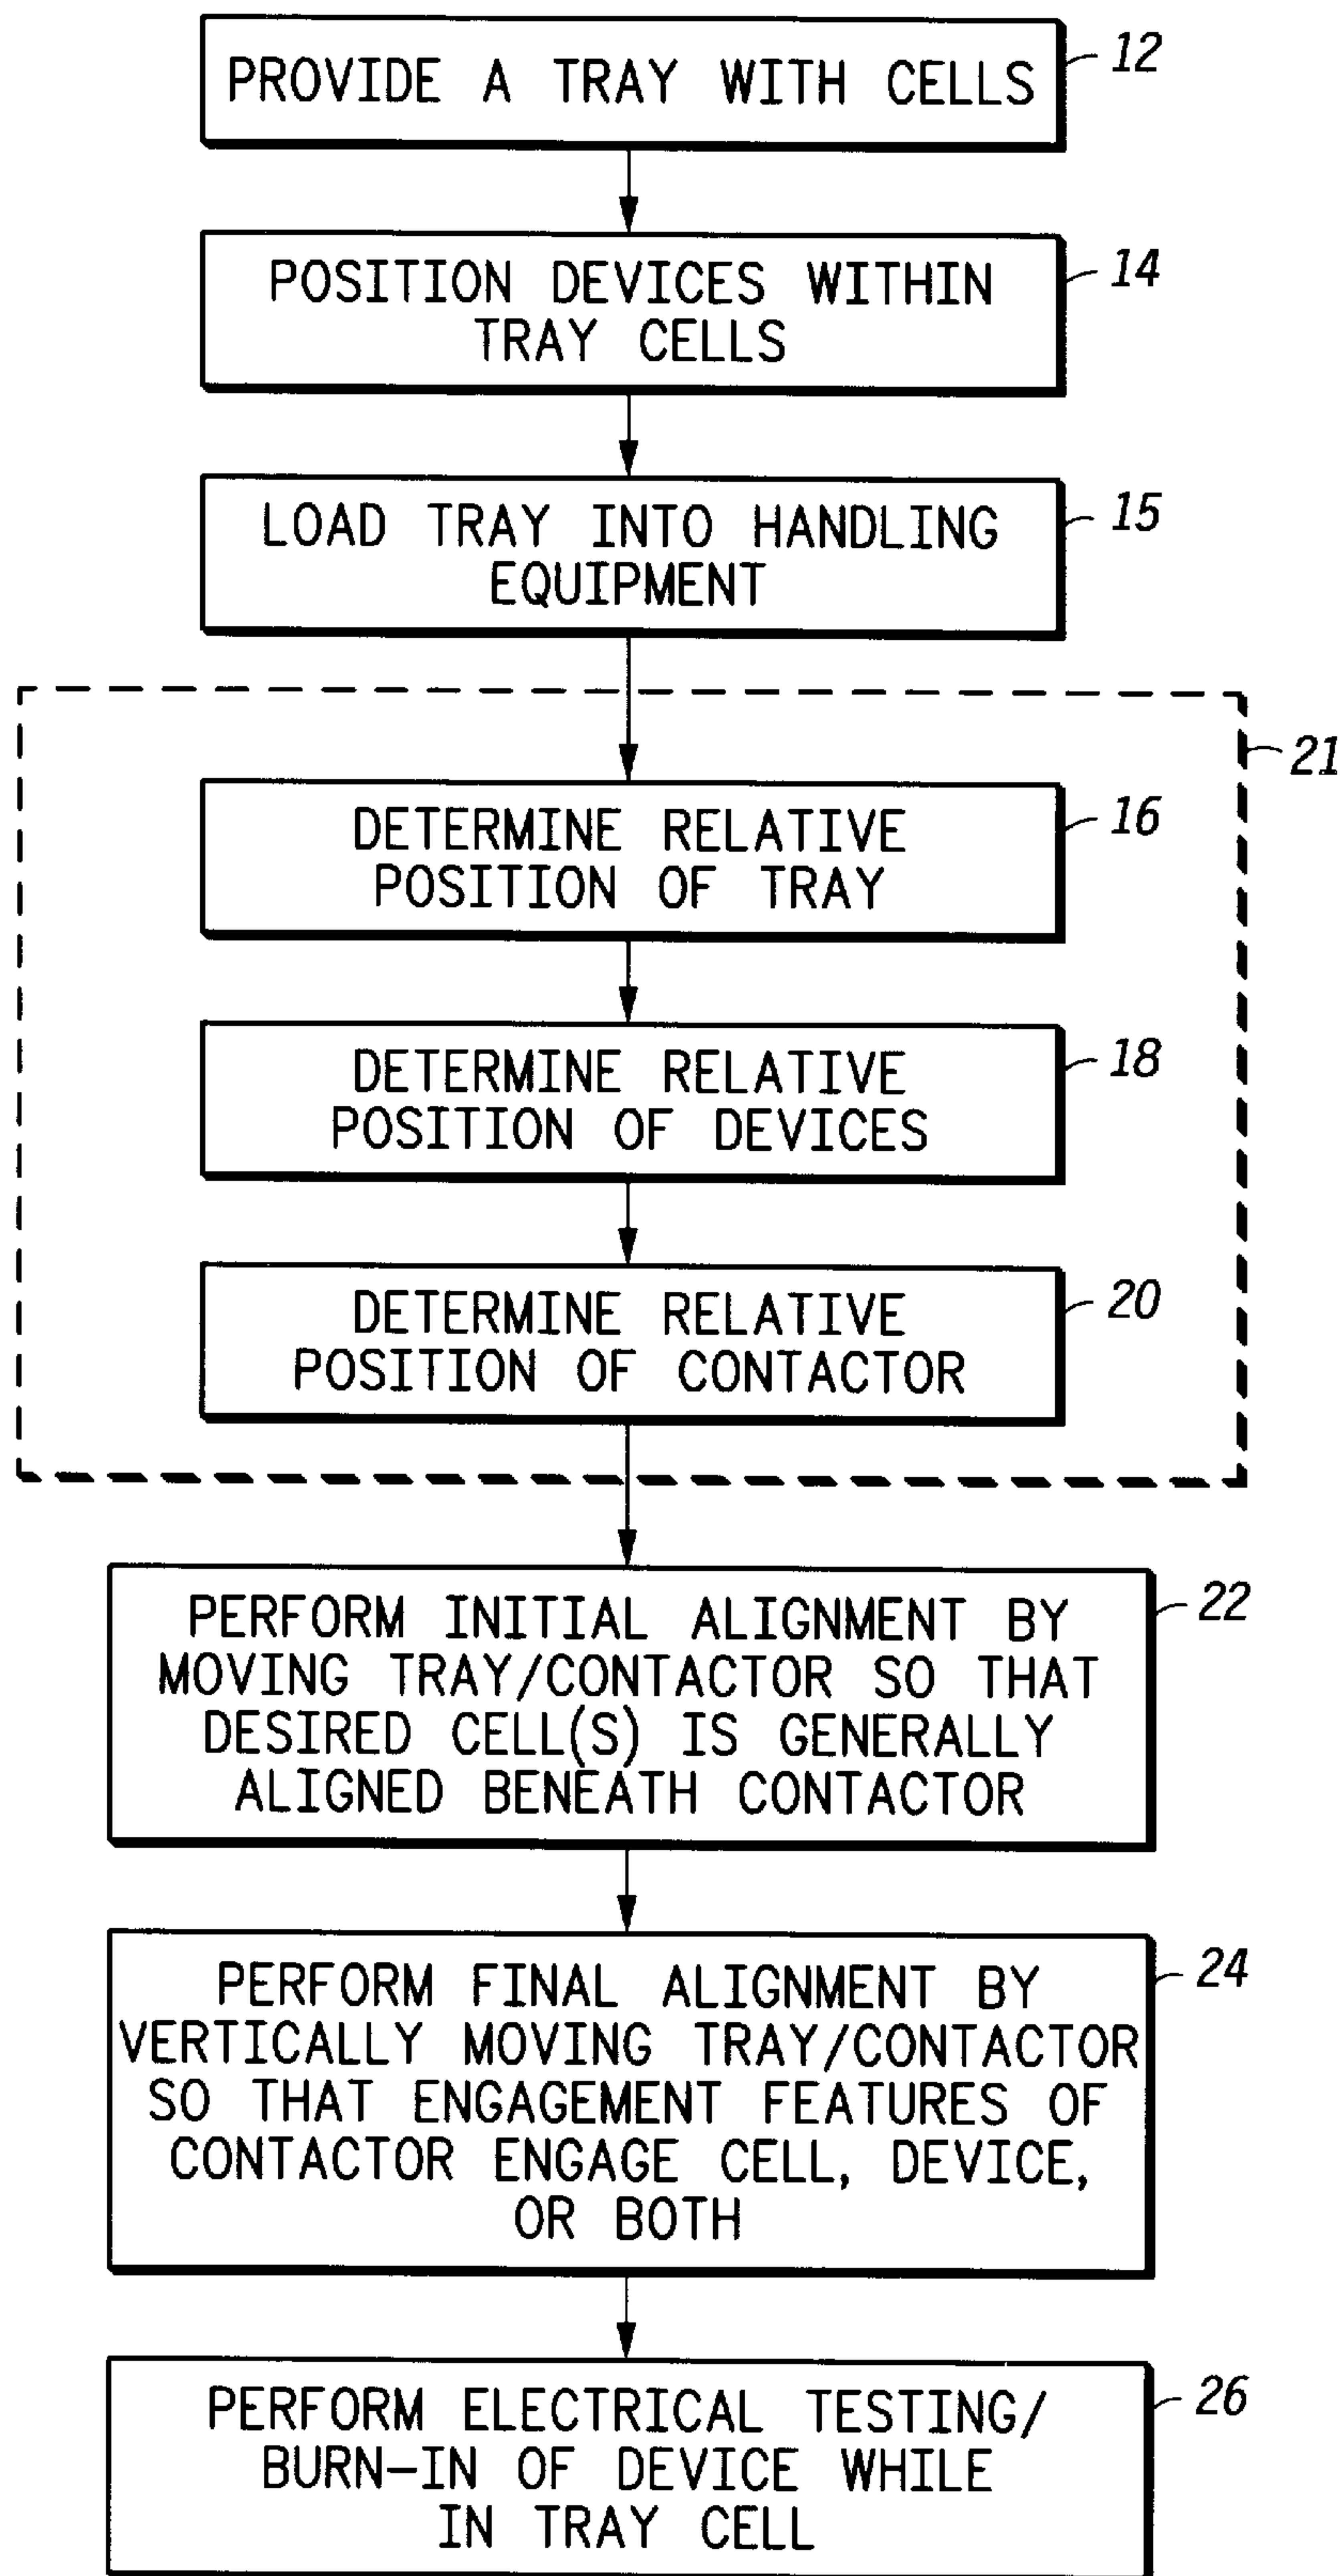 PROVIDE A TRAY WITH CELLS
12
POSITION DEVICES WITHIN
TRAY CELLS
14
LOAD TRAY INTO HANDLING
EQUIPMENT
15
21
DETERMINE RELATIVE
POSITION OF TRAY
16
DETERMINE RELATIVE
POSITION OF DEVICES
18
DETERMINE RELATIVE
POSITION OF CONTACTOR
20
PERFORM INITIAL ALIGNMENT BY
MOVING TRAY/CONTACTOR SO THAT
DESIRED CELL(S) IS GENERALLY
ALIGNED BENEATH CONTACTOR
22
PERFORM FINAL ALIGNMENT BY
VERTICALLY MOVING TRAY/CONTACTOR
SO THAT ENGAGEMENT FEATURES OF
CONTACTOR ENGAGE CELL, DEVICE,
OR BOTH
24
PERFORM ELECTRICAL TESTING/
BURN-IN OF DEVICE WHILE
IN TRAY CELL
26